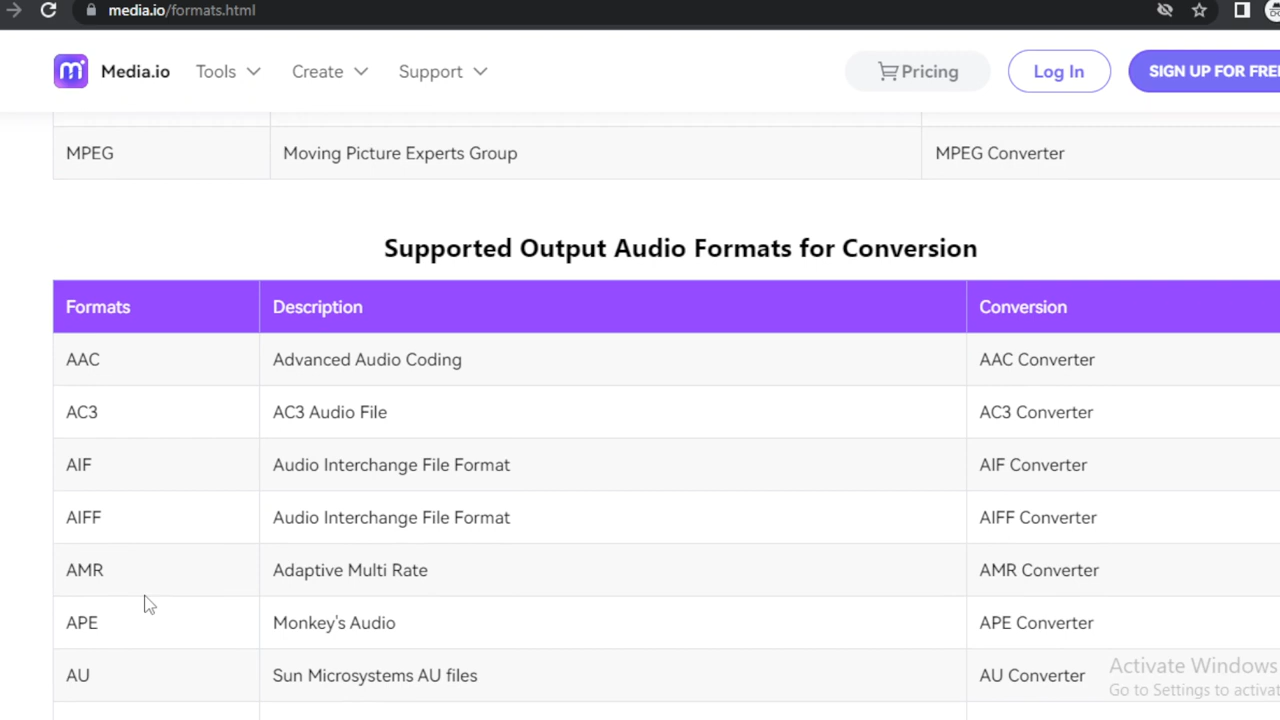 media.io/formats.html
Media.io Tools Create Support Pricing Log In SIGN UP FOR
MPEG Moving Picture Experts Group MPEG Converter
Supported Output Audio Formats for Conversion
Formats Description Conversion
AAC Advanced Audio Coding AAC Converter
AC3 AC3 Audio File AC3 Converter
AIF Audio Interchange File Format AIF Converter
AIFF Audio Interchange File Format AIFF Converter
AMR Adaptive Multi Rate AMR Converter
APE Monkey's Audio APE Converter
AU Sun Microsystems AU files AU Converter
Activate Windows
Go to Settings to